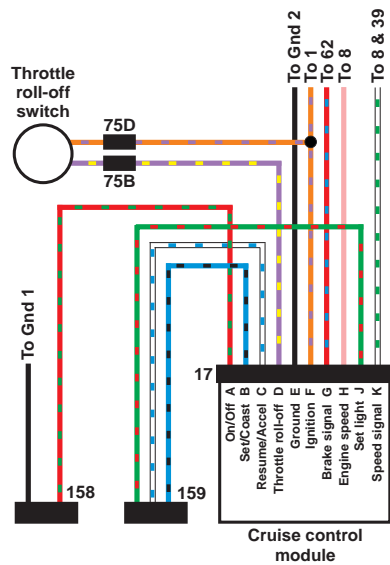 To Gnd 2
To 1
To 62
To 8
To 8 & 39
Throttle
roll-off
switch
75D
75B
To Gnd 1
17
On/Off A
Set/Coast B
Resume/Accel C
Throttle roll-off D
Ground E
Ignition F
Brake signal G
Engine speed H
Set light J
Speed signal K
158
159
Cruise control
module